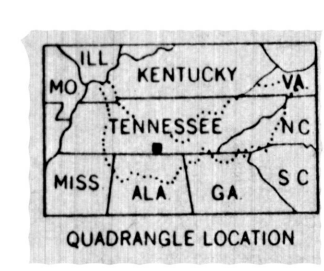 ILL
KENTUCKY
MO
VA.
TENNESSEE
NC
MISS
ALA
GA.
S C
QUADRANGLE LOCATION